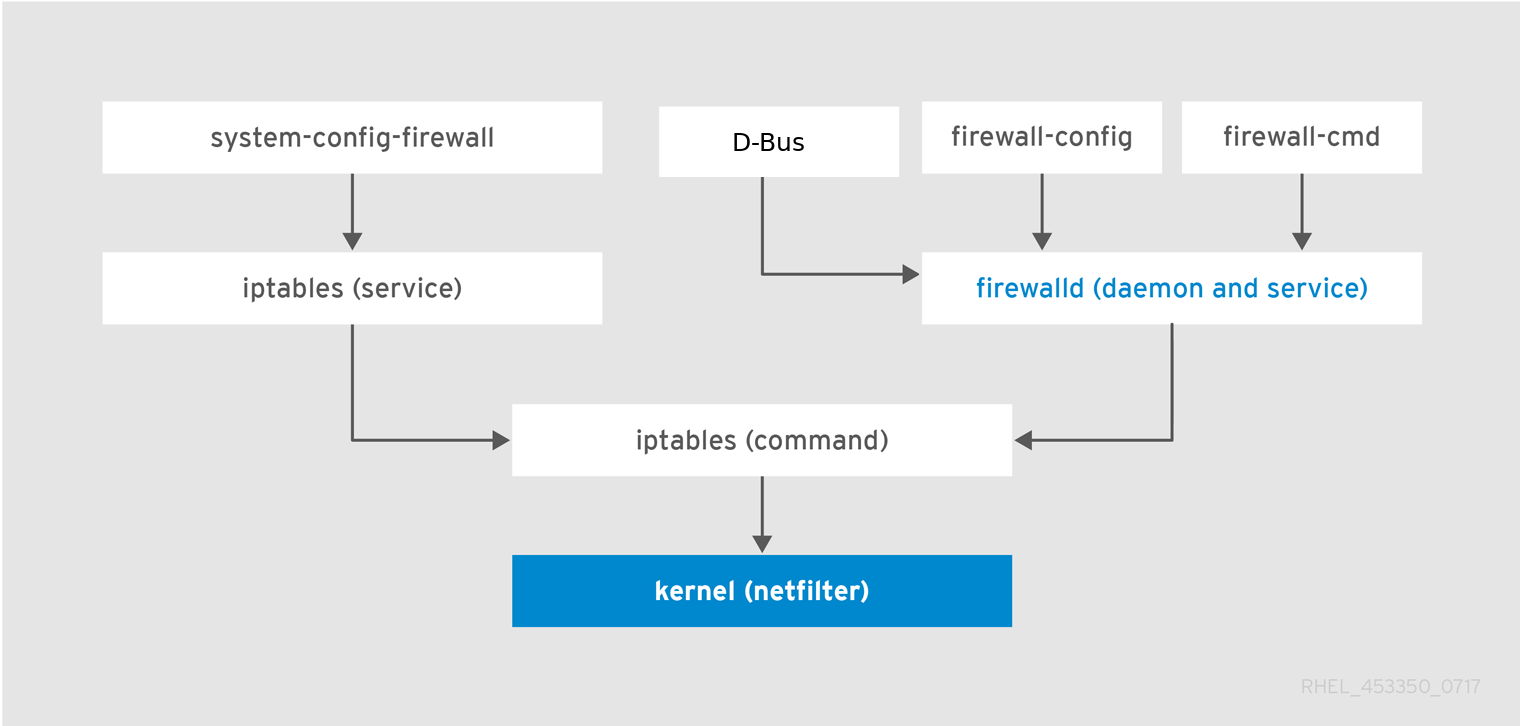 system-config-firewall
D-Bus
firewall-config
firewall-cmd
iptables (service)
firewalld (daemon and service)
iptables (command)
kernel (netfilter)
RHEL_453350_0717